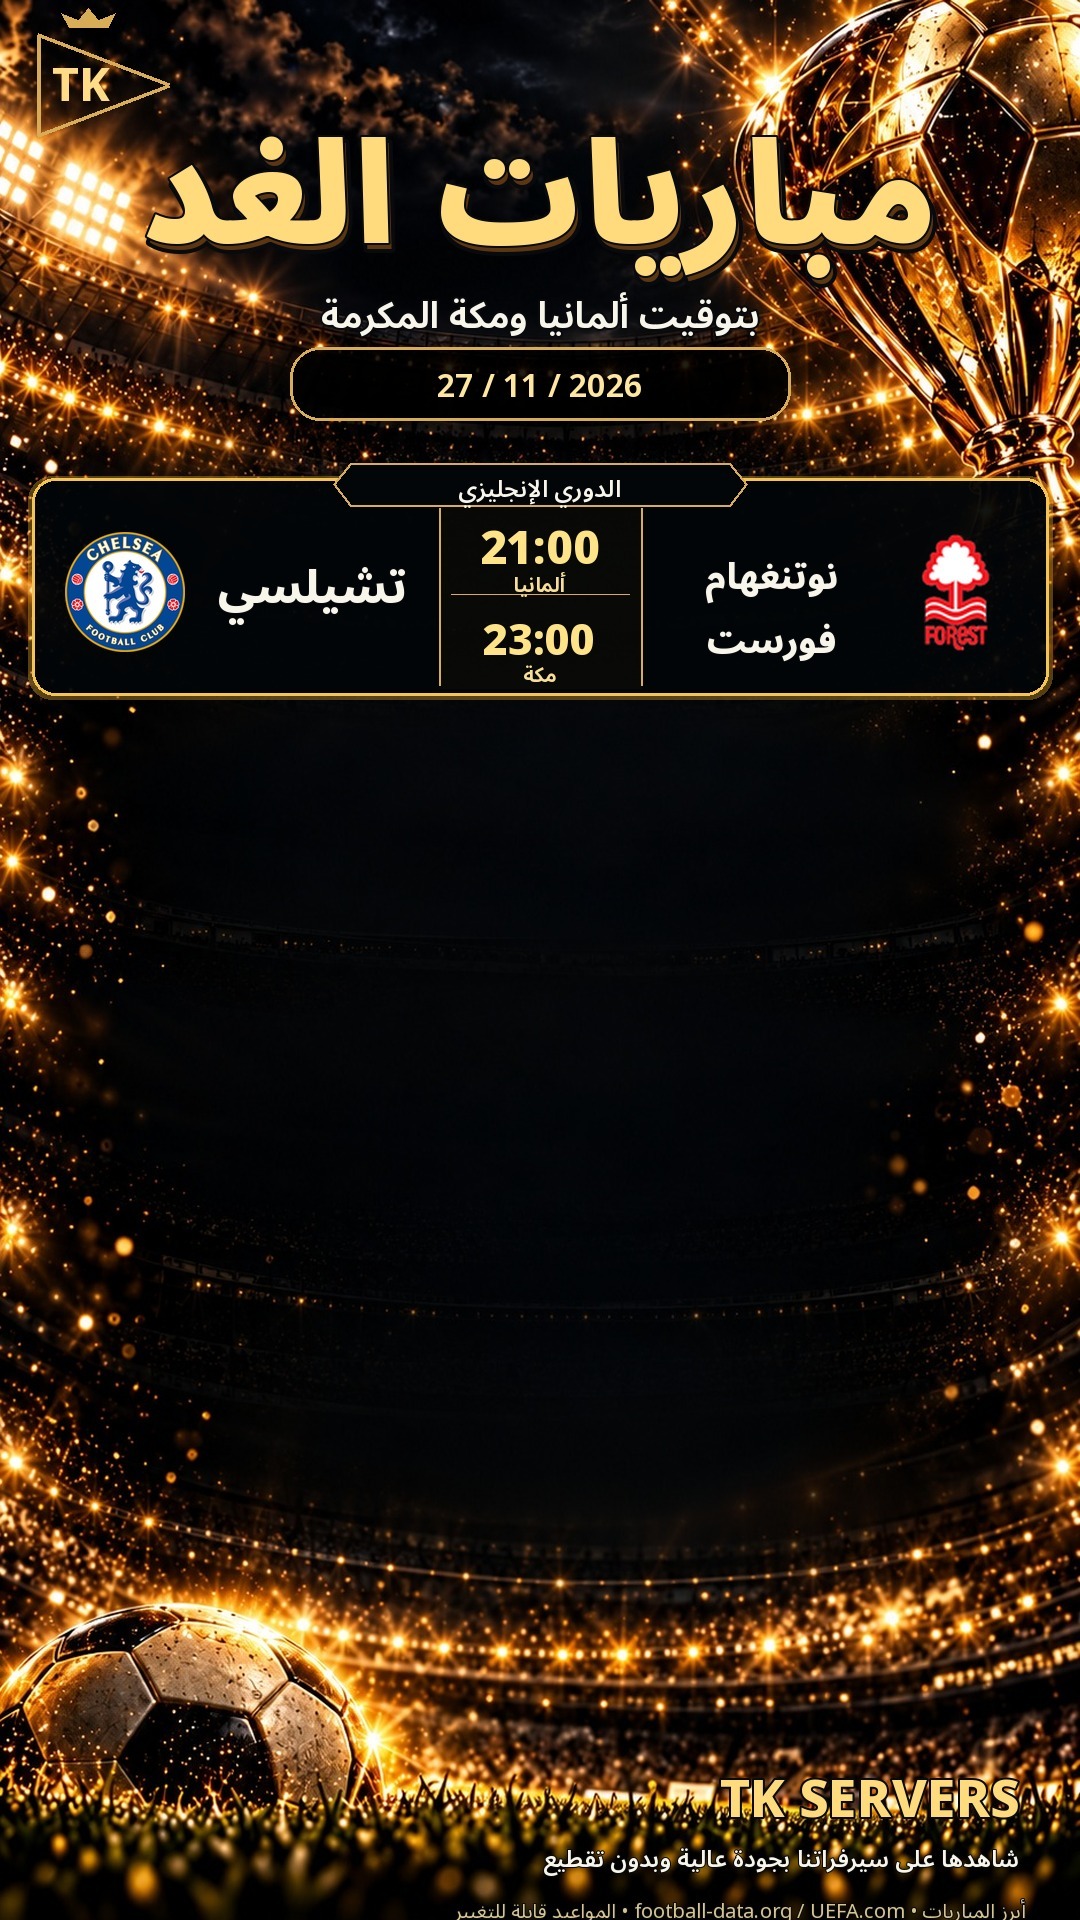 TK
مباريات الغد
بتوقيت ألمانيا ومكة المكرمة
27 / 11 / 2026
الدوري الإنجليزي
نوتنغهام
فورست
FOREST
21:00
ألمانيا
23:00
مكة
تشيلسي
CHELSEA
FOOTBALL CLUB
TK SERVERS
شاهدها على سيرفراتنا بجودة عالية وبدون تقطيع
أبرز المباريات • football-data.org / UEFA.com • المواعيد قابلة للتغيير